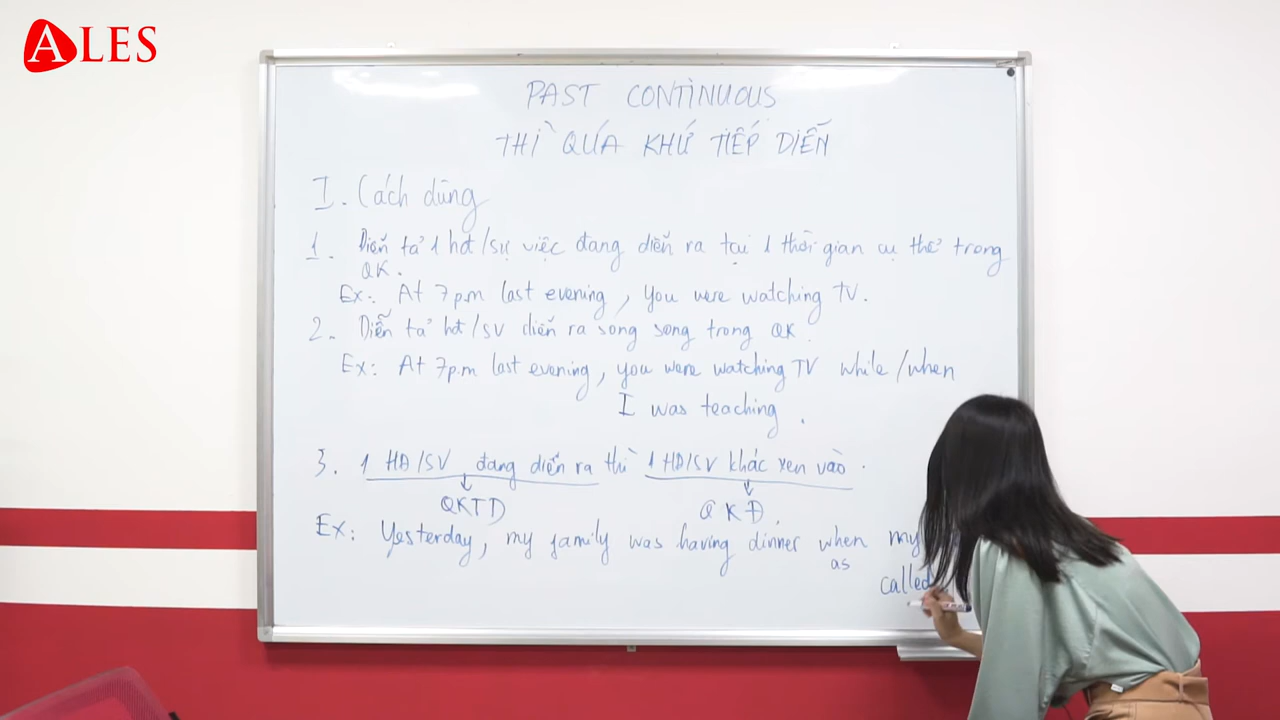 ALES
PAST CONTINUOUS
THÌ QUÁ KHỨ TIẾP DIỄN
I. Cách dùng
1. Diễn tả 1 hđ/sự việc đang diễn ra tại 1 thời gian cụ thể trong
QK.
Ex: At 7p.m last evening, you were watching TV.
2. Diễn tả hđ/SV diễn ra song song trong QK.
Ex: At 7p.m last evening, you were watching TV while/when
I was teaching.
3. 1 HĐ/SV đang diễn ra thì 1 HĐ/SV khác xen vào.
QKTD QKĐ.
Ex: Yesterday, my family was having dinner when my
as
called